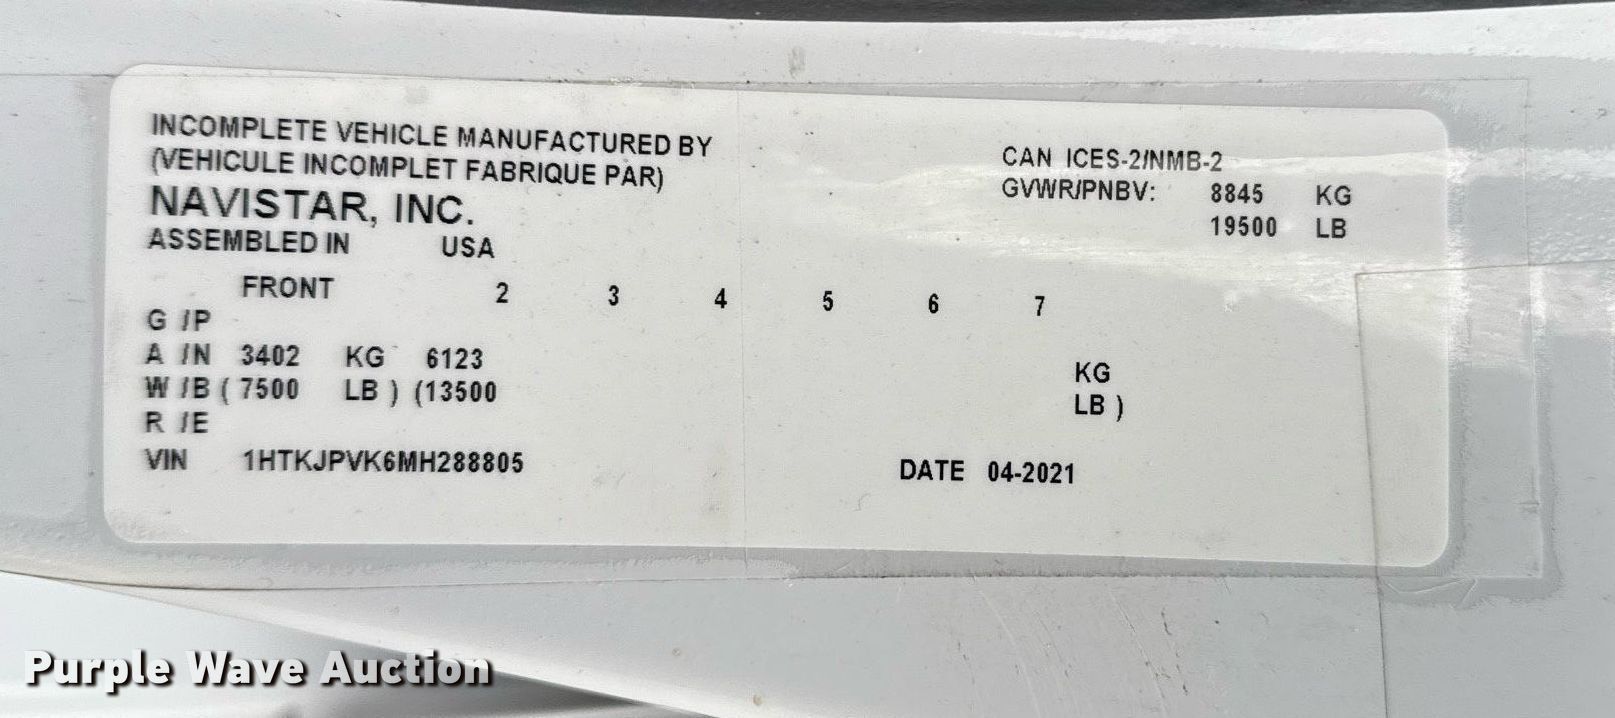 INCOMPLETE VEHICLE MANUFACTURED BY
(VEHICULE INCOMPLET FABRIQUE PAR)
NAVISTAR, INC.
ASSEMBLED IN USA
CAN ICES-2/NMB-2
GVWR/PNBV: 8845 KG
19500 LB
FRONT 2 3 4 5 6 7
G /P
A /N 3402 KG 6123 KG
W /B ( 7500 LB ) (13500 LB )
R /E
VIN 1HTKJPVK6MH288805
DATE 04-2021
Purple Wave Auction